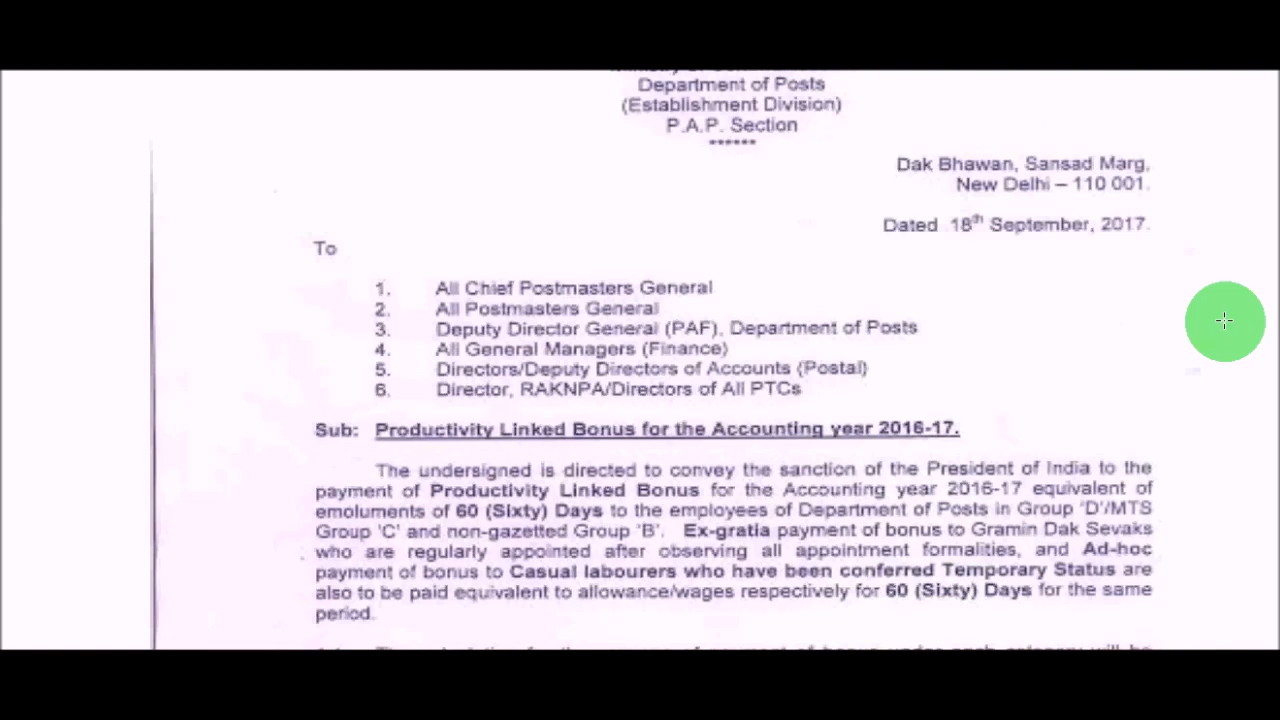 Department of Posts
(Establishment Division)
P.A.P. Section
******
Dak Bhawan, Sansad Marg,
New Delhi – 110 001.
Dated 18th September, 2017.
To
1. All Chief Postmasters General
2. All Postmasters General
3. Deputy Director General (PAF), Department of Posts
4. All General Managers (Finance)
5. Directors/Deputy Directors of Accounts (Postal)
6. Director, RAKNPA/Directors of All PTCs
Sub: Productivity Linked Bonus for the Accounting year 2016-17.
The undersigned is directed to convey the sanction of the President of India to the
payment of Productivity Linked Bonus for the Accounting year 2016-17 equivalent of
emoluments of 60 (Sixty) Days to the employees of Department of Posts in Group 'D'/MTS
Group 'C' and non-gazetted Group 'B'. Ex-gratia payment of bonus to Gramin Dak Sevaks
who are regularly appointed after observing all appointment formalities, and Ad-hoc
payment of bonus to Casual labourers who have been conferred Temporary Status are
also to be paid equivalent to allowance/wages respectively for 60 (Sixty) Days for the same
period.